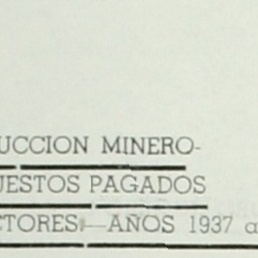 UCCION MINERO-
UESTOS PAGADOS
CTORES—AÑOS 1937 a